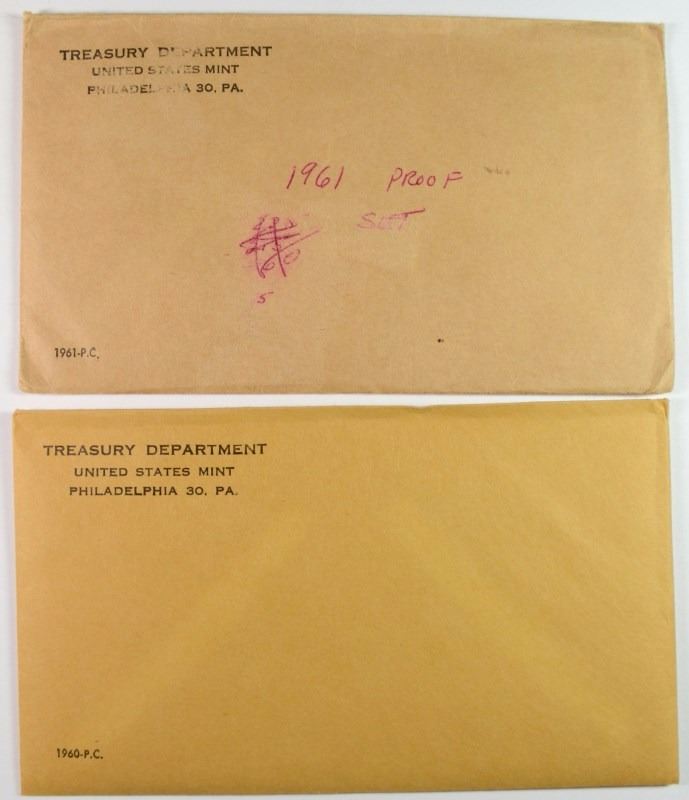 TREASURY DEPARTMENT
UNITED STATES MINT
PHILADELPHIA 30, PA.
1961 PROOF
SET
5
1961-P.C.
TREASURY DEPARTMENT
UNITED STATES MINT
PHILADELPHIA 30, PA.
1960-P.C.